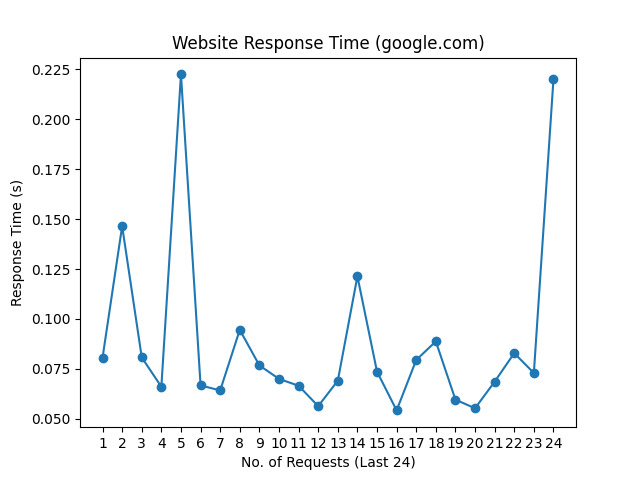 Website Response Time (google.com)
0.225
0.200
0.175
0.150
0.125
0.100
0.075
0.050
Response Time (s)
1 2 3 4 5 6 7 8 9 10 11 12 13 14 15 16 17 18 19 20 21 22 23 24
No. of Requests (Last 24)